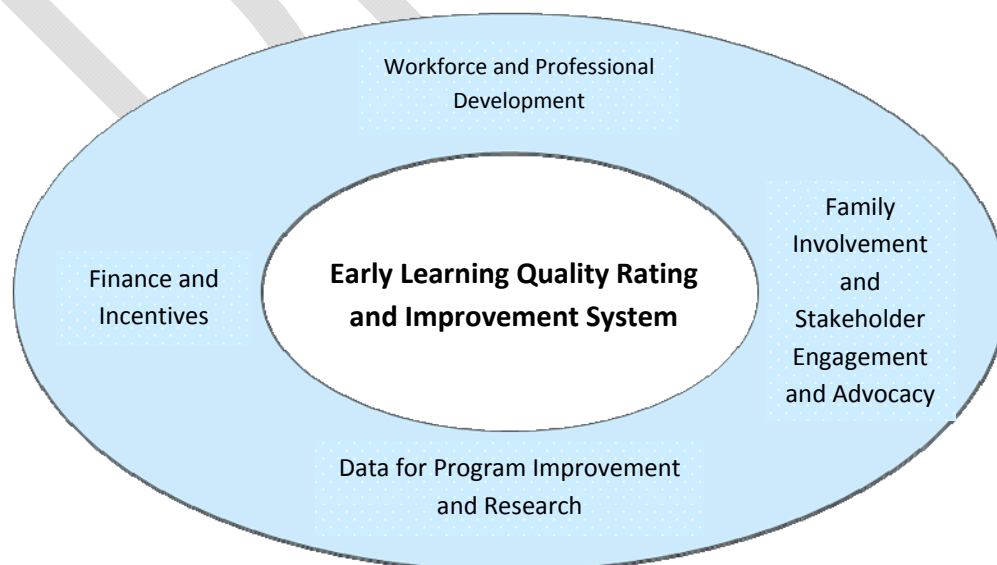 Workforce and Professional
Development
Finance and
Incentives
Early Learning Quality Rating
and Improvement System
Family
Involvement
and
Stakeholder
Engagement
and Advocacy
Data for Program Improvement
and Research